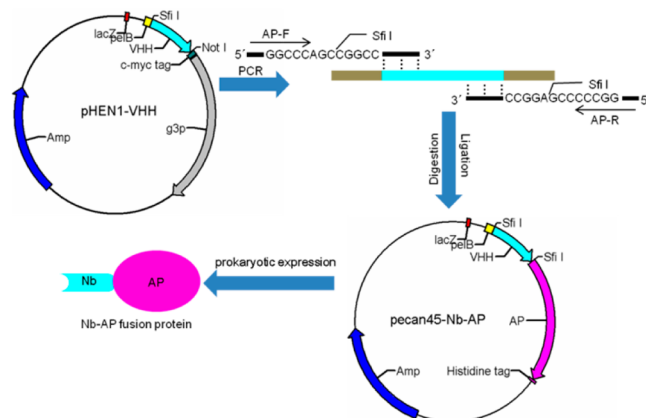 Sfi I
lacZ
pelB
VHH
Not I
c-myc tag
pHEN1-VHH
g3p
Amp
PCR
AP-F
Sfi I
5´ GGCCCAGCCGGCC 3´
Sfi I
3´ CCGGAGCCCCCGG 5
AP-R
Digestion
Ligation
Sfi I
lacZ
pelB
VHH
Sfi I
pecan45-Nb-AP
AP
Histidine tag
Amp
prokaryotic expression
Nb
AP
Nb-AP fusion protein